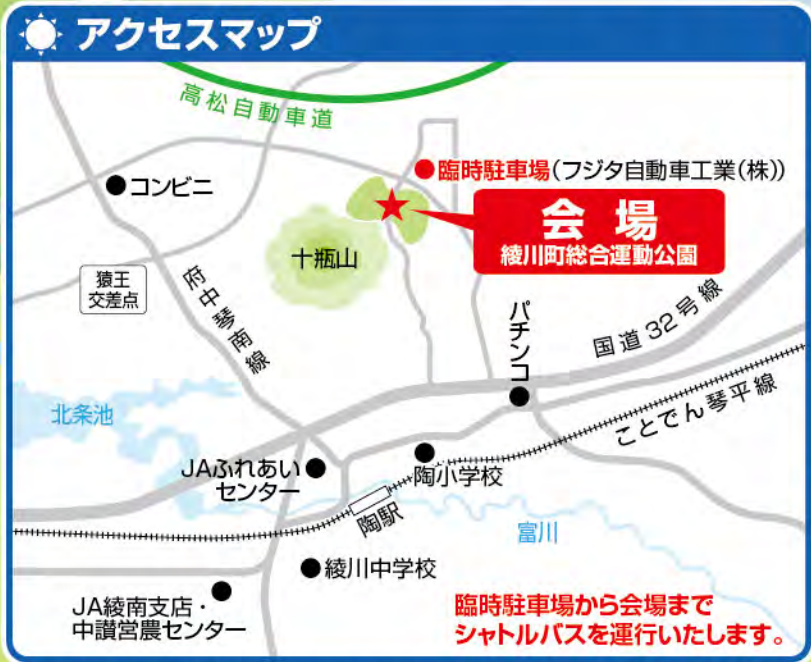 アクセスマップ
高松自動車道
コンビニ
臨時駐車場(フジタ自動車工業(株))
会場
綾川町総合運動公園
十瓶山
猿王
交差点
府中琴南線
パチンコ
国道32号線
北条池
ことでん琴平線
JAふれあい
センター
陶小学校
陶駅
富川
綾川中学校
JA綾南支店・
中讃営農センター
臨時駐車場から会場まで
シャトルバスを運行いたします。